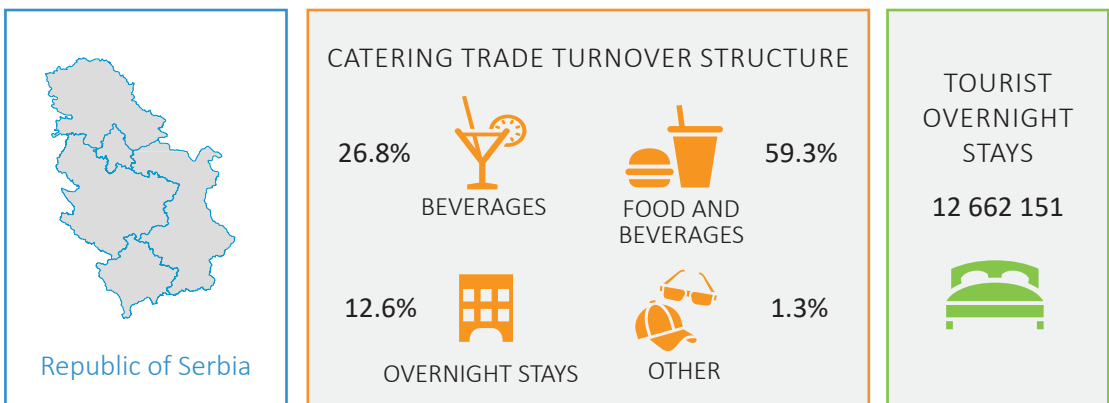 Republic of Serbia
CATERING TRADE TURNOVER STRUCTURE
26.8%
BEVERAGES
59.3%
FOOD AND
BEVERAGES
12.6%
OVERNIGHT STAYS
1.3%
OTHER
TOURIST
OVERNIGHT
STAYS
12 662 151